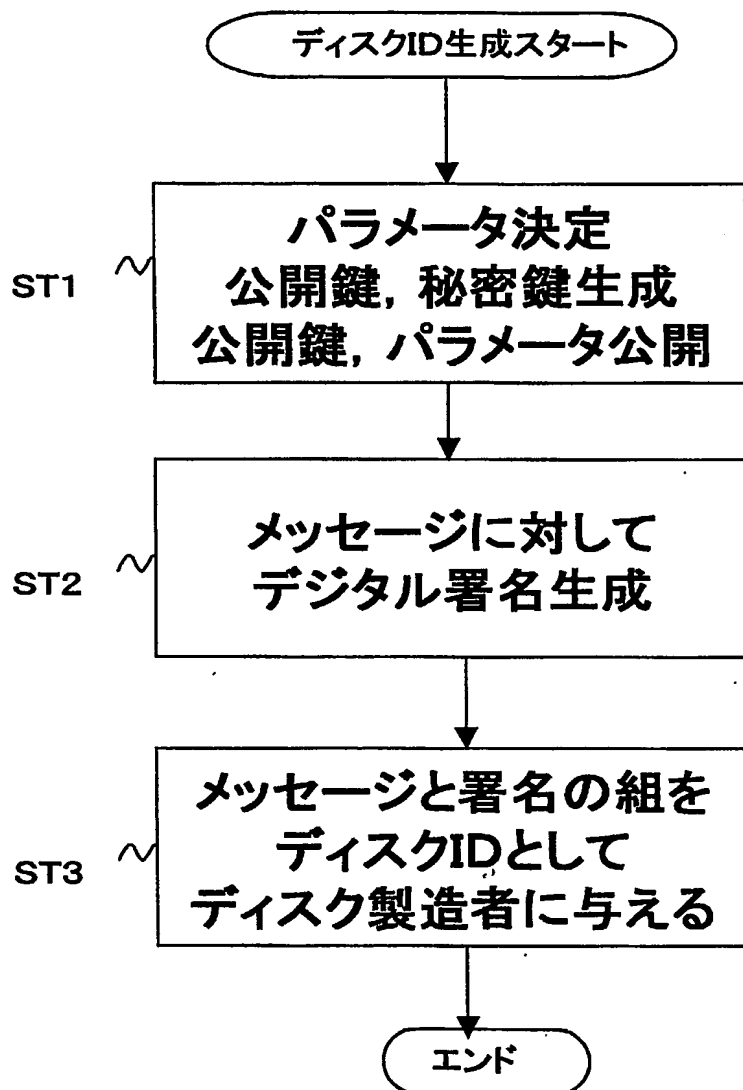 ディスクID生成スタート
ST1
パラメータ決定
公開鍵, 秘密鍵生成
公開鍵, パラメータ公開
ST2
メッセージに対して
デジタル署名生成
ST3
メッセージと署名の組を
ディスクIDとして
ディスク製造者に与える
エンド